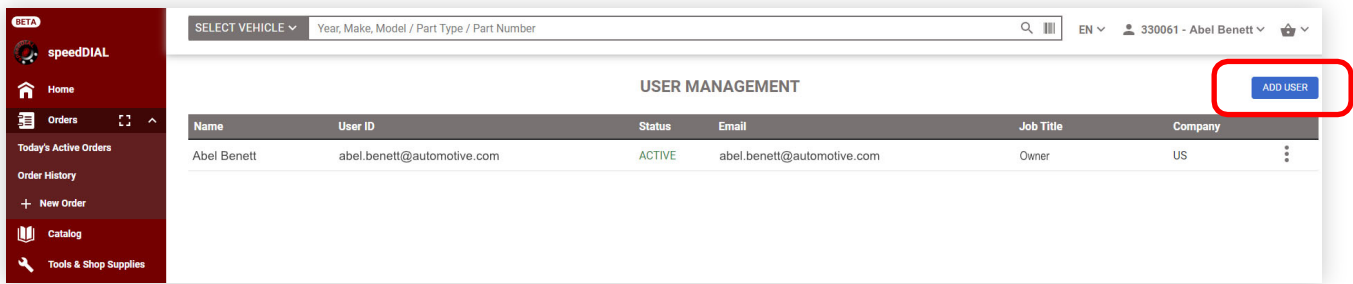 BETA
speedDIAL
Home
Orders
Today's Active Orders
Order History
+ New Order
Catalog
Tools & Shop Supplies
SELECT VEHICLE Year, Make, Model / Part Type / Part Number EN 330061 - Abel Benett
USER MANAGEMENT
ADD USER
Name User ID Status Email Job Title Company
Abel Benett abel.benett@automotive.com ACTIVE abel.benett@automotive.com Owner US